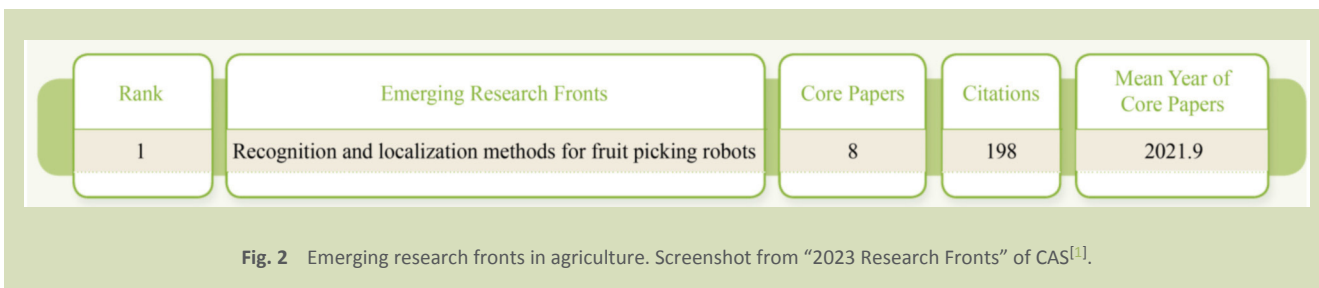 Rank Emerging Research Fronts Core Papers Citations Mean Year of
Core Papers
1 Recognition and localization methods for fruit picking robots 8 198 2021.9
Fig. 2 Emerging research fronts in agriculture. Screenshot from “2023 Research Fronts” of CAS[1].